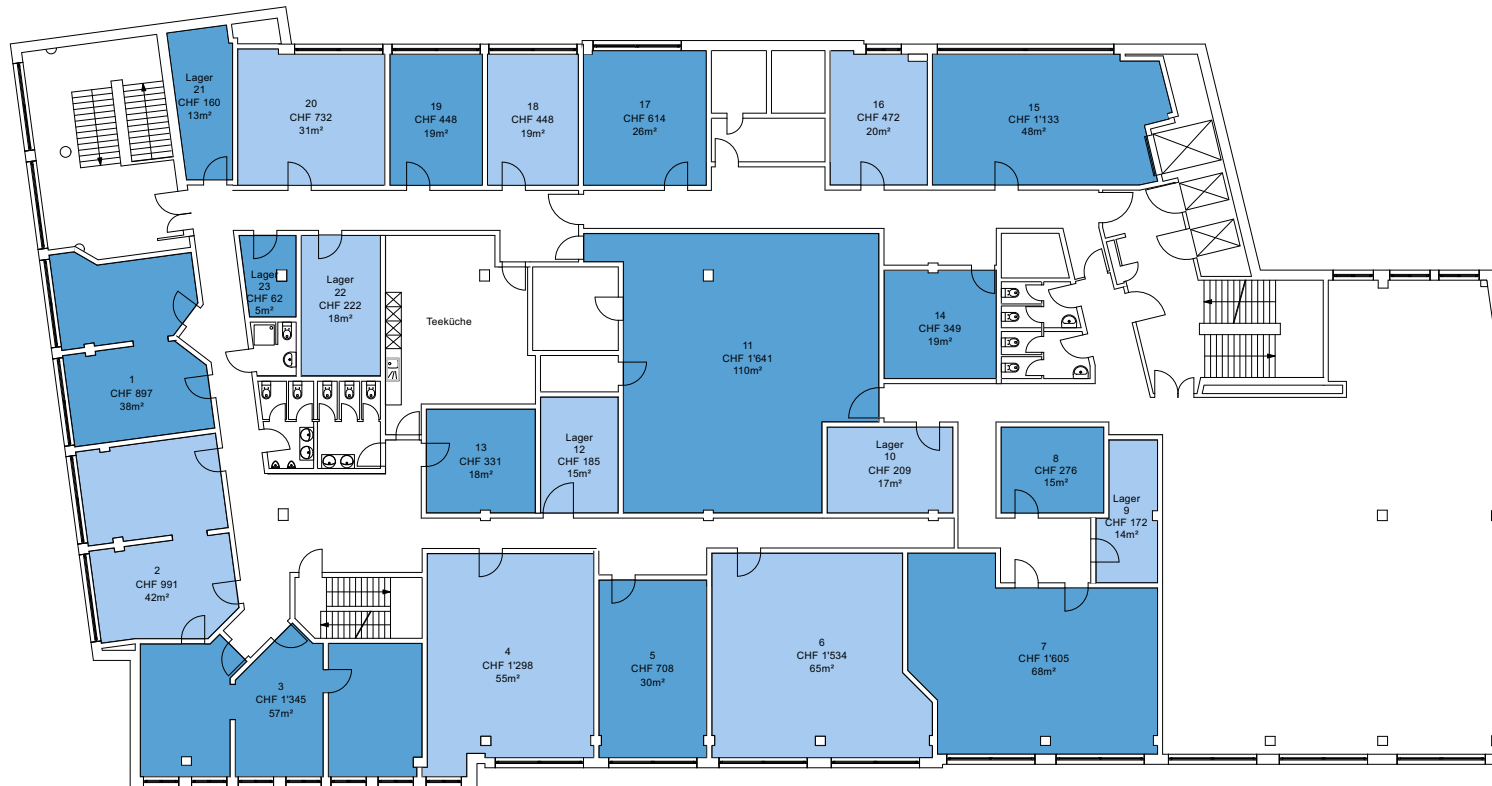 Lager
21
CHF 160
13m²
20
CHF 732
31m²
19
CHF 448
19m²
18
CHF 448
19m²
17
CHF 614
26m²
16
CHF 472
20m²
15
CHF 1'133
48m²
Lager
23
CHF 62
5m²
Lager
22
CHF 222
18m²
Teeküche
11
CHF 1'641
110m²
14
CHF 349
19m²
1
CHF 897
38m²
13
CHF 331
18m²
Lager
12
CHF 185
15m²
Lager
10
CHF 209
17m²
8
CHF 276
15m²
Lager
9
CHF 172
14m²
2
CHF 991
42m²
3
CHF 1'345
57m²
4
CHF 1'298
55m²
5
CHF 708
30m²
6
CHF 1'534
65m²
7
CHF 1'605
68m²